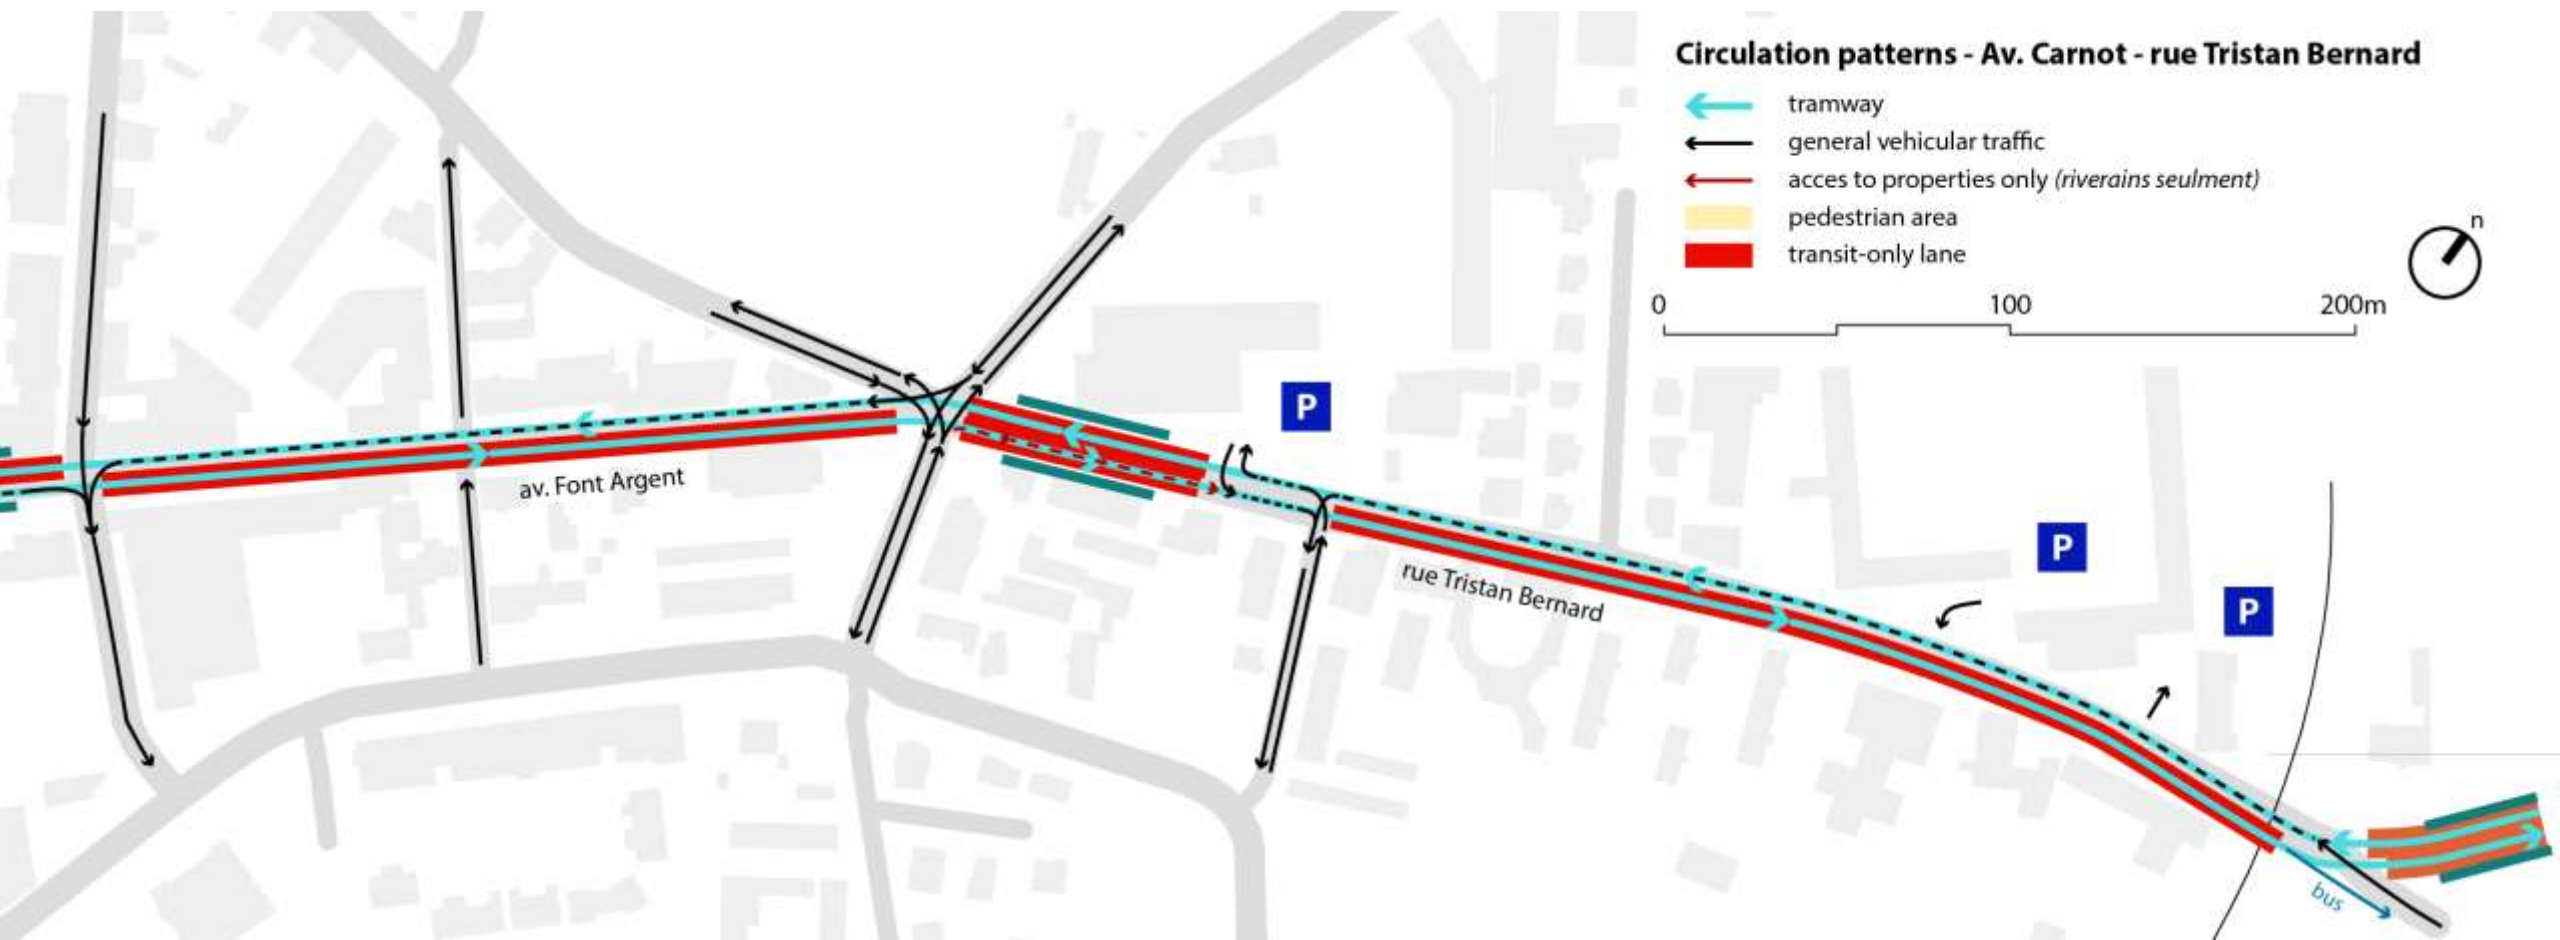 Circulation patterns - Av. Carnot - rue Tristan Bernard
tramway
general vehicular traffic
acces to properties only (riverains seulment)
pedestrian area
transit-only lane
n
0 100 200m
P
av. Font Argent
P
rue Tristan Bernard
P
bus